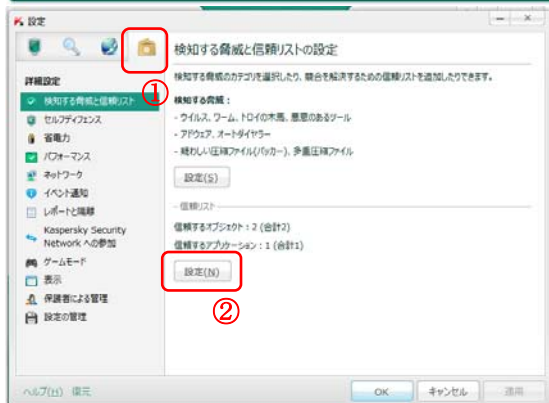 設定
検知する脅威と信頼リストの設定
①
検知する脅威のカテゴリを選択したり、競合を解決するための信頼リストを追加したりできます。
詳細設定
検知する脅威と信頼リスト
セルフディフェンス
省電力
パフォーマンス
ネットワーク
イベント通知
レポートと隔離
Kaspersky Security
Network への参加
ゲームモード
表示
保護者による管理
設定の管理
検知する脅威：
- ウイルス、ワーム、トロイの木馬、悪意のあるツール
- アドウェア、オートダイヤラー
- 疑わしい圧縮ファイル(パッカー)、多重圧縮ファイル
設定(S)
信頼リスト
信頼するオブジェクト：2 (合計2)
信頼するアプリケーション：1 (合計1)
設定(N)
②
ヘルプ(H)　復元
OK　キャンセル　適用